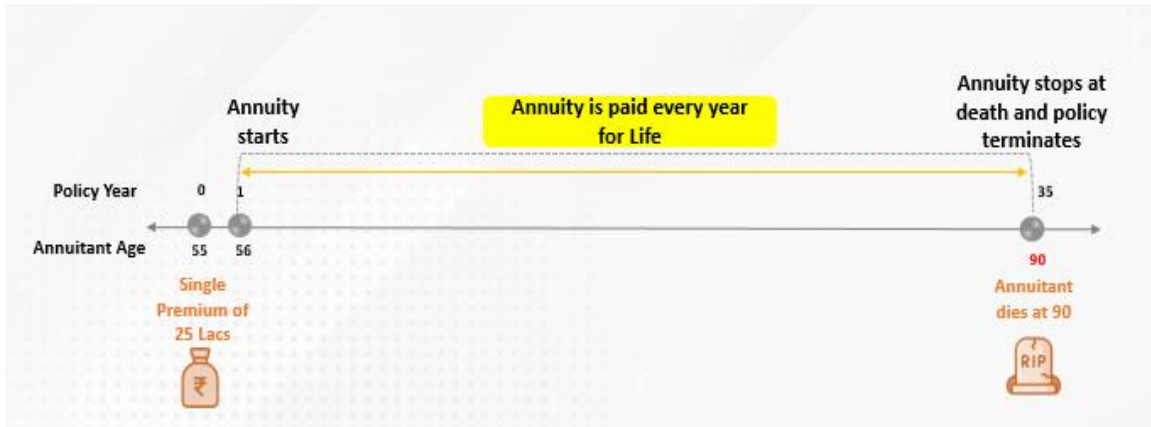 Annuity
starts
Annuity is paid every year
for Life
Annuity stops at
death and policy
terminates
Policy Year
0
1
35
Annuitant Age
55
56
90
Single
Premium of
25 Lacs
₹
Annuitant
dies at 90
RIP